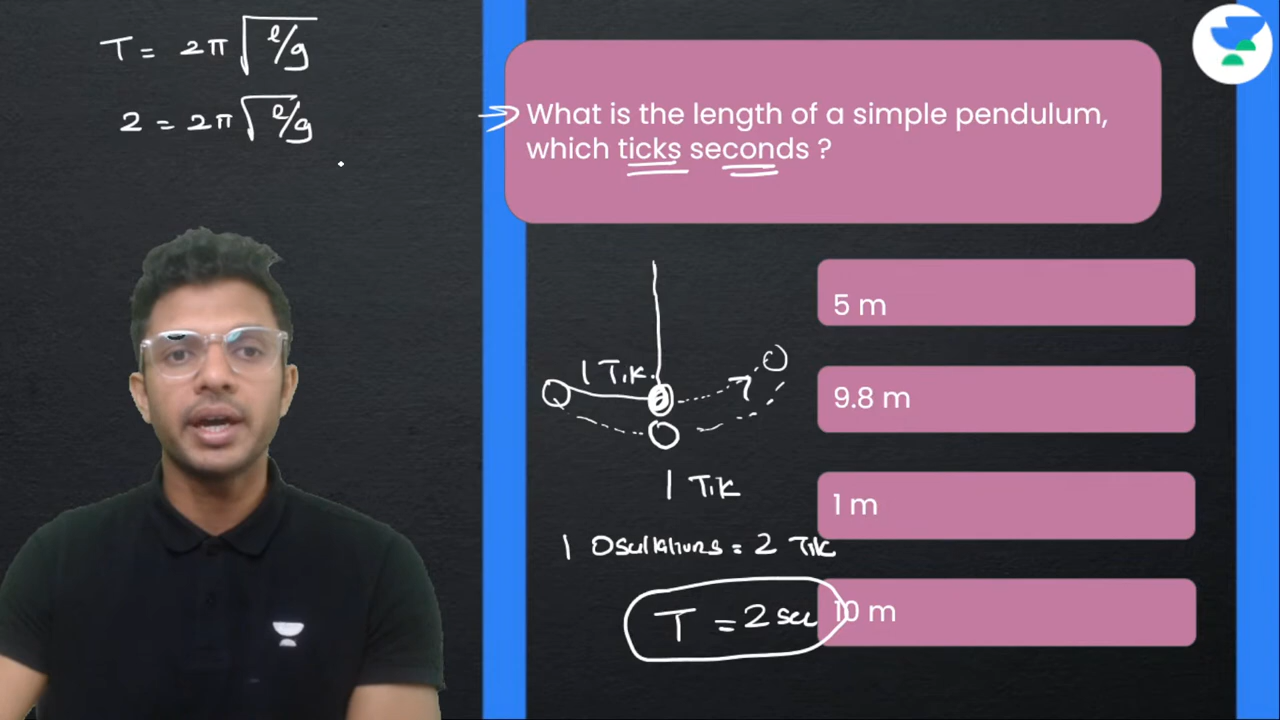 T = 2π √l/g
2 = 2π √l/g
What is the length of a simple pendulum,
which ticks seconds ?
5 m
9.8 m
1 m
10 m
1 Tik
1 Tik
1 Oscillations = 2 Tik
T = 2 sec